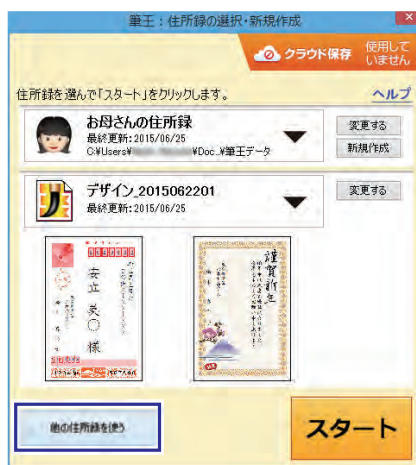 筆王：住所録の選択・新規作成
クラウド保存
使用して
いません
住所録を選んで「スタート」をクリックします。
ヘルプ
お母さんの住所録
最終更新:2015/06/25
C:¥Users¥
¥Doc..¥筆王データ
変更する
新規作成
デザイン_2015062201
最終更新:2015/06/25
変更する
安立 美〇 様
謹賀新年
他の住所録を使う
スタート